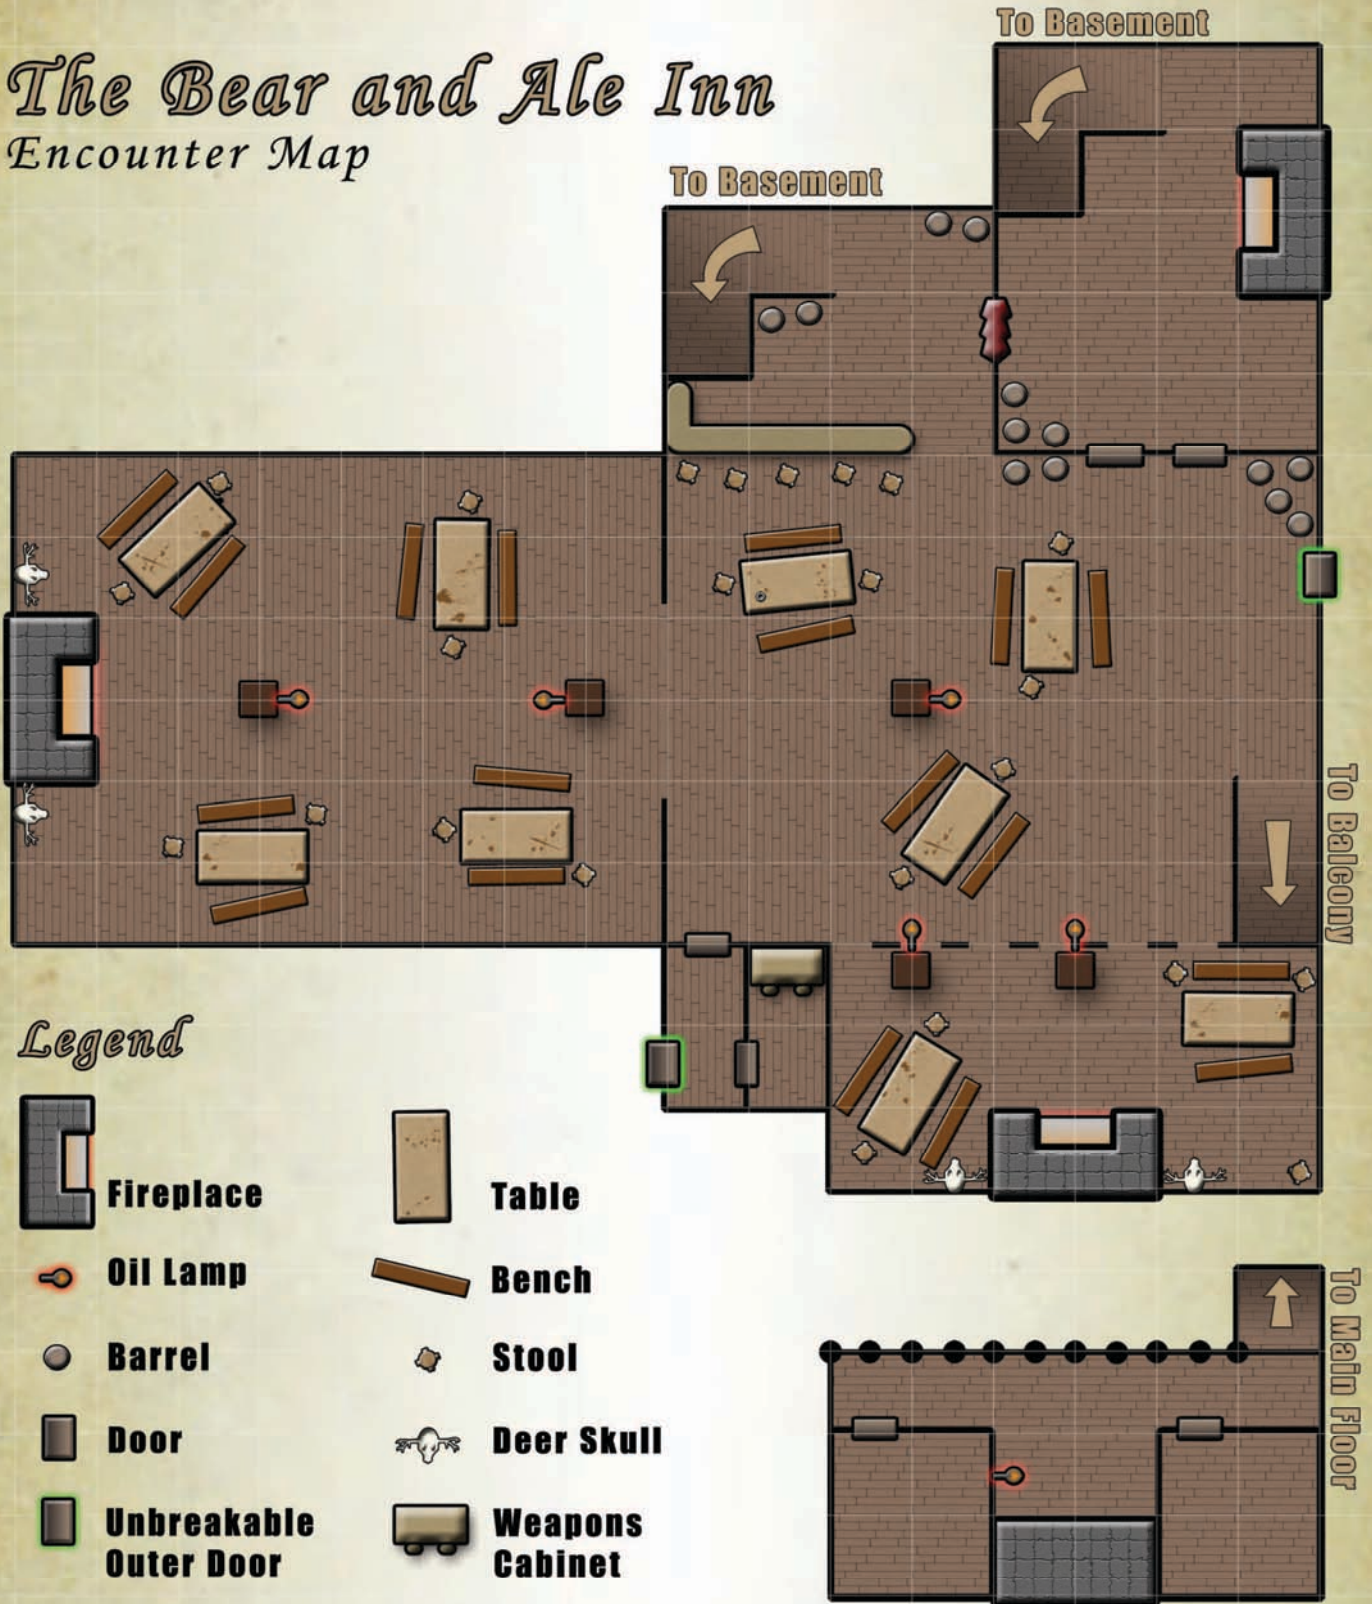 To Basement
The Bear and Ale Inn
Encounter Map
To Basement
To Balcony
Legend
Fireplace
Table
Oil Lamp
Bench
Barrel
Stool
Door
Deer Skull
Unbreakable
Outer Door
Weapons
Cabinet
To Main Floor